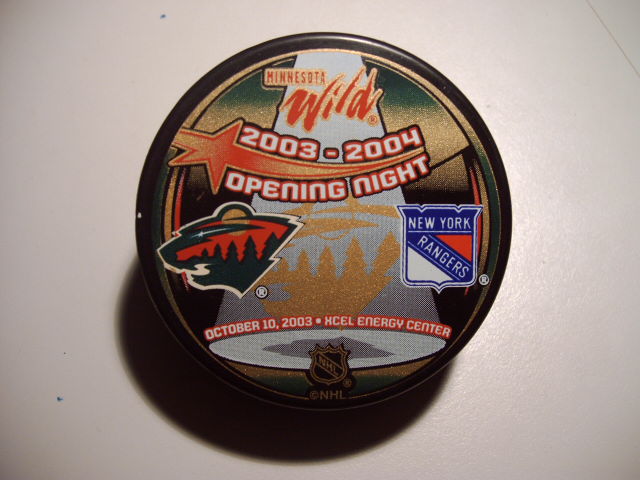 MINNESOTA
Wild®
2003 - 2004
OPENING NIGHT
®
NEW YORK
RANGERS
®
OCTOBER 10, 2003 • XCEL ENERGY CENTER
NHL
®
©NHL